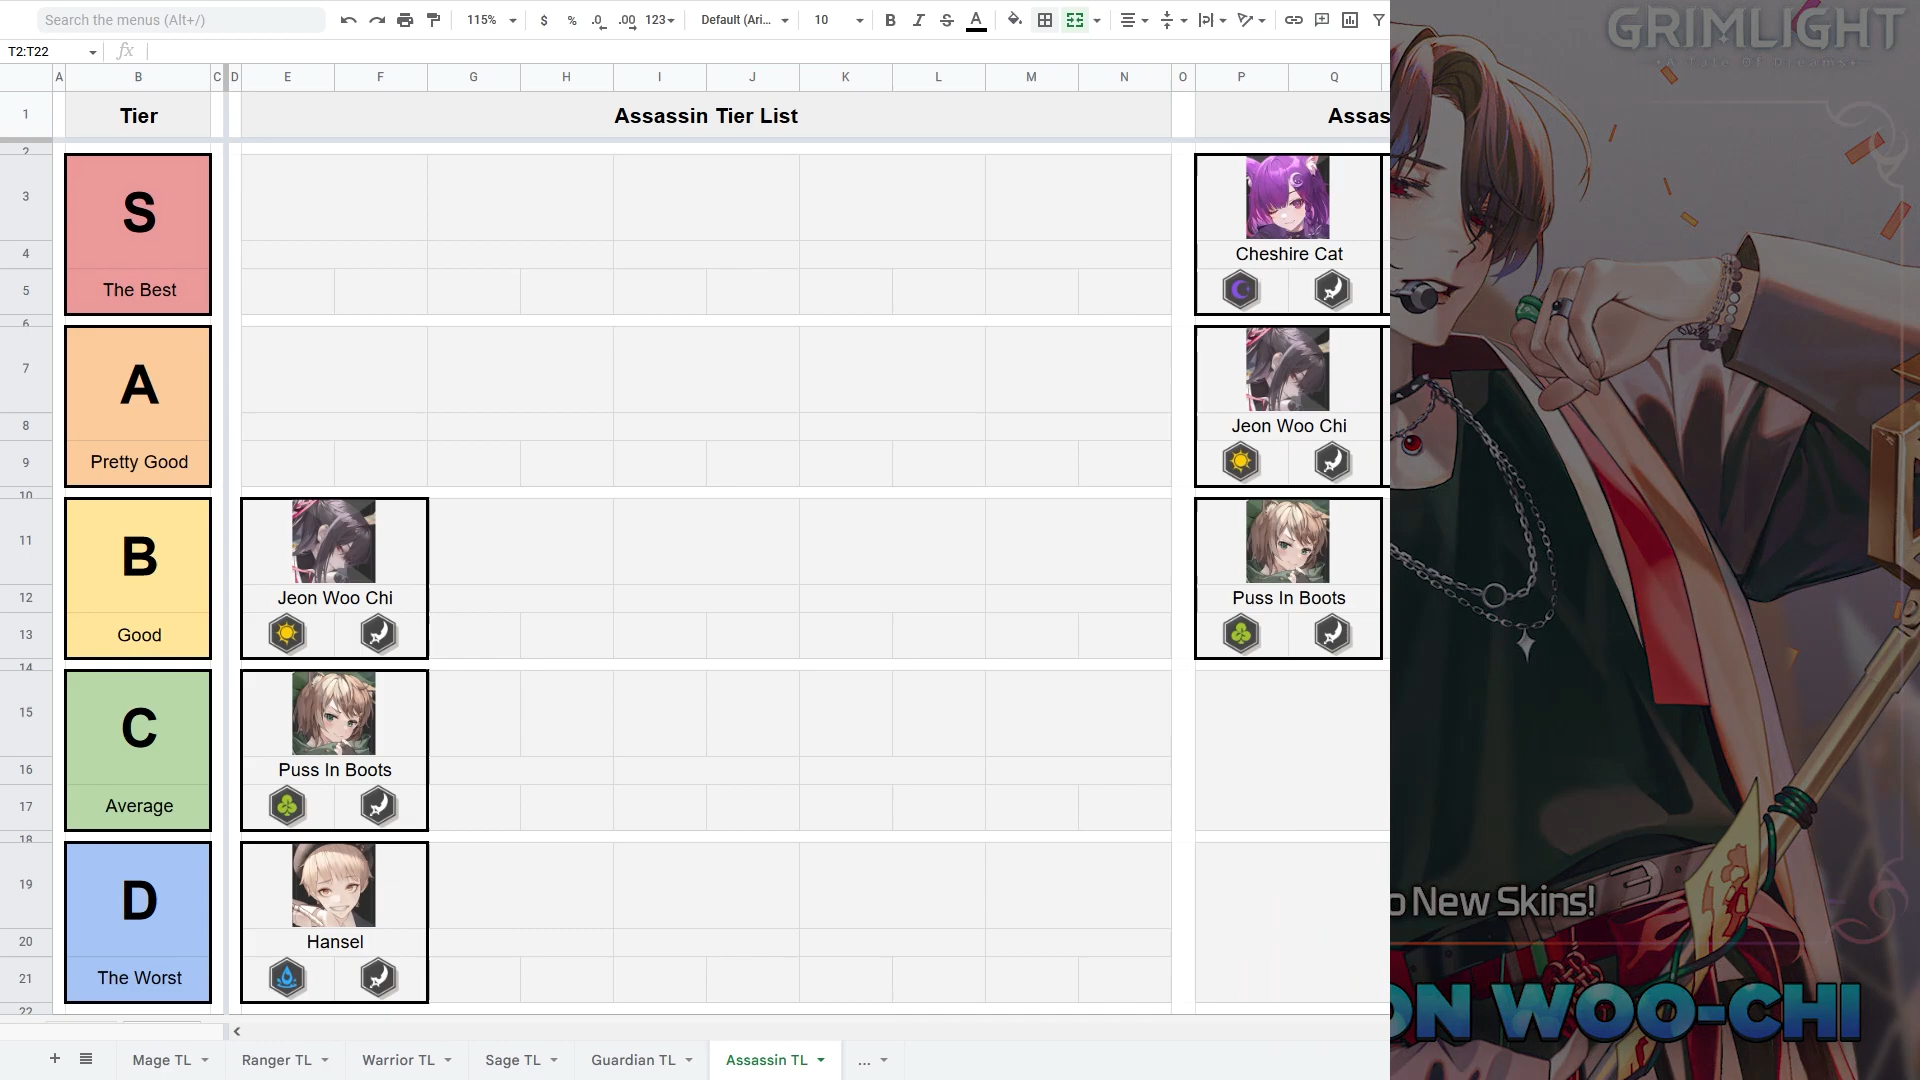 Search the menus (Alt+/)
115%
$
%
.0
.00
123
Default (Ari...
10
B
I
S
A
T2:T22
fx
A B C D E F G H I J K L M N O P Q
1
Tier
Assassin Tier List
Assas
2
3
S
4
Cheshire Cat
5
The Best
6
7
A
8
Jeon Woo Chi
9
Pretty Good
10
11
B
12
Jeon Woo Chi
Puss In Boots
13
Good
14
15
C
16
Puss In Boots
17
Average
18
19
D
20
Hansel
21
The Worst
22
Mage TL
Ranger TL
Warrior TL
Sage TL
Guardian TL
Assassin TL
...
GRIMLIGHT
A Tale Of Dreams
o New Skins!
ON WOO-CHI